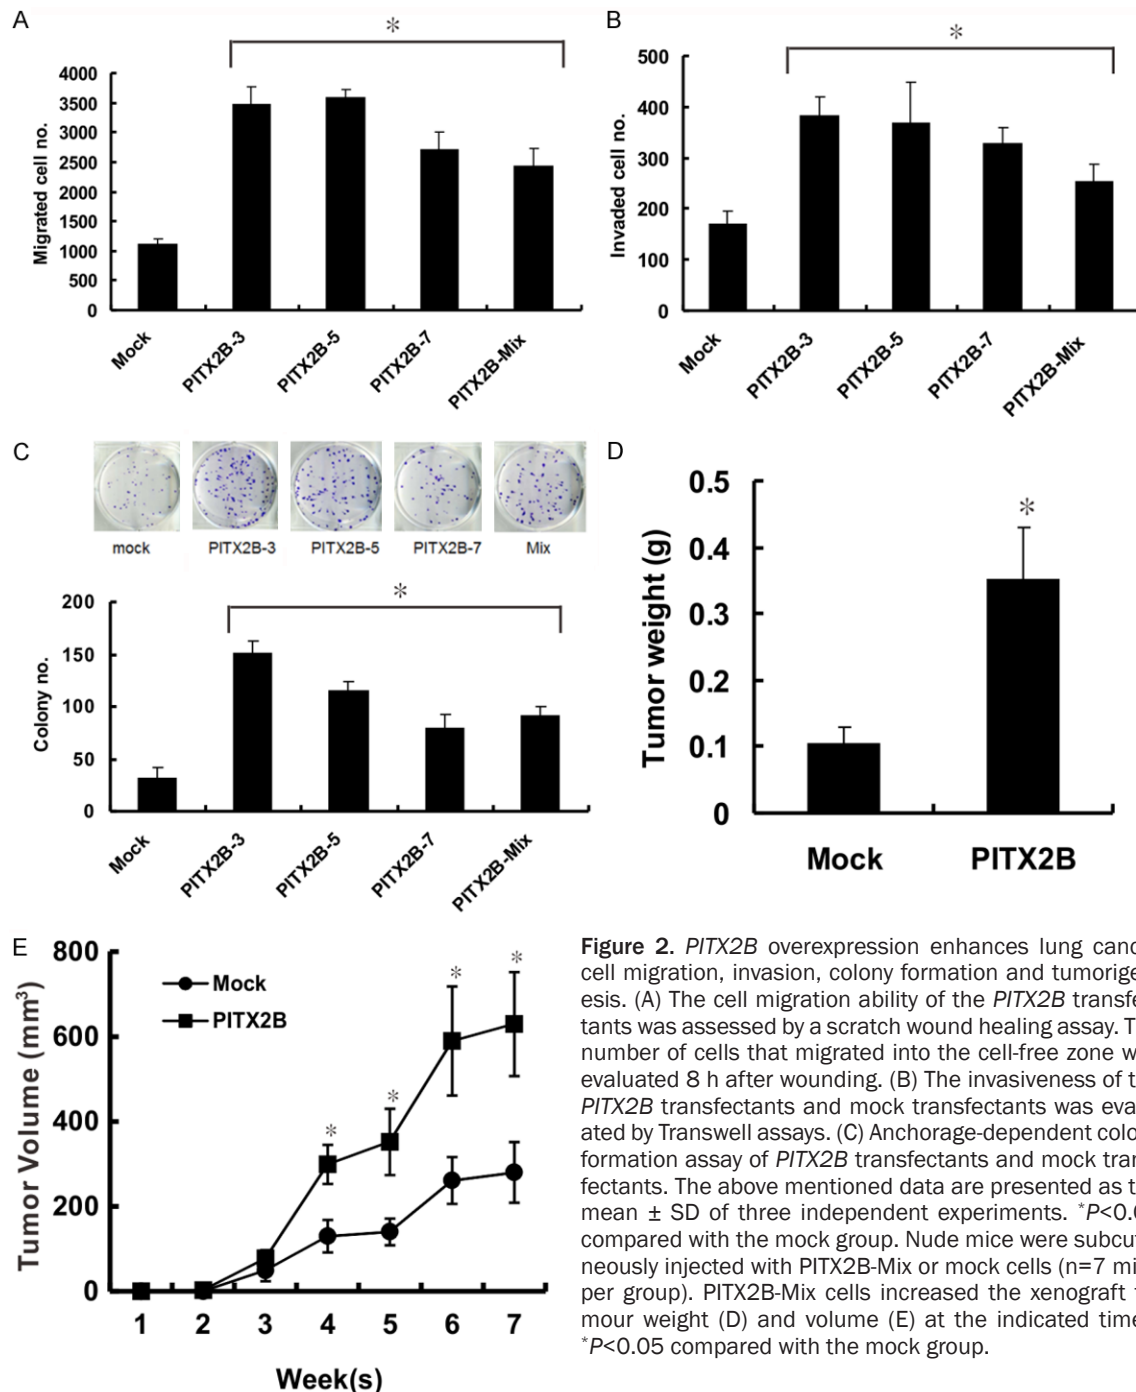 A
*
4000
3500
3000
2500
2000
1500
1000
500
0
Migrated cell no.
Mock
PITX2B-3
PITX2B-5
PITX2B-7
PITX2B-Mix
B
*
500
400
300
200
100
0
Invaded cell no.
Mock
PITX2B-3
PITX2B-5
PITX2B-7
PITX2B-Mix
C
mock
PITX2B-3
PITX2B-5
PITX2B-7
Mix
*
200
150
100
50
0
Colony no.
Mock
PITX2B-3
PITX2B-5
PITX2B-7
PITX2B-Mix
D
*
0.5
0.4
0.3
0.2
0.1
0
Tumor weight (g)
Mock
PITX2B
E
800
600
400
200
0
Tumor Volume (mm³)
Mock
PITX2B
*
*
*
*
1 2 3 4 5 6 7
Week(s)
Figure 2. PITX2B overexpression enhances lung canc
cell migration, invasion, colony formation and tumorige
esis. (A) The cell migration ability of the PITX2B transfe
tants was assessed by a scratch wound healing assay. T
number of cells that migrated into the cell-free zone w
evaluated 8 h after wounding. (B) The invasiveness of t
PITX2B transfectants and mock transfectants was eva
ated by Transwell assays. (C) Anchorage-dependent colo
formation assay of PITX2B transfectants and mock tran
fectants. The above mentioned data are presented as t
mean ± SD of three independent experiments. *P<0.0
compared with the mock group. Nude mice were subcut
neously injected with PITX2B-Mix or mock cells (n=7 mi
per group). PITX2B-Mix cells increased the xenograft t
mour weight (D) and volume (E) at the indicated time
*P<0.05 compared with the mock group.